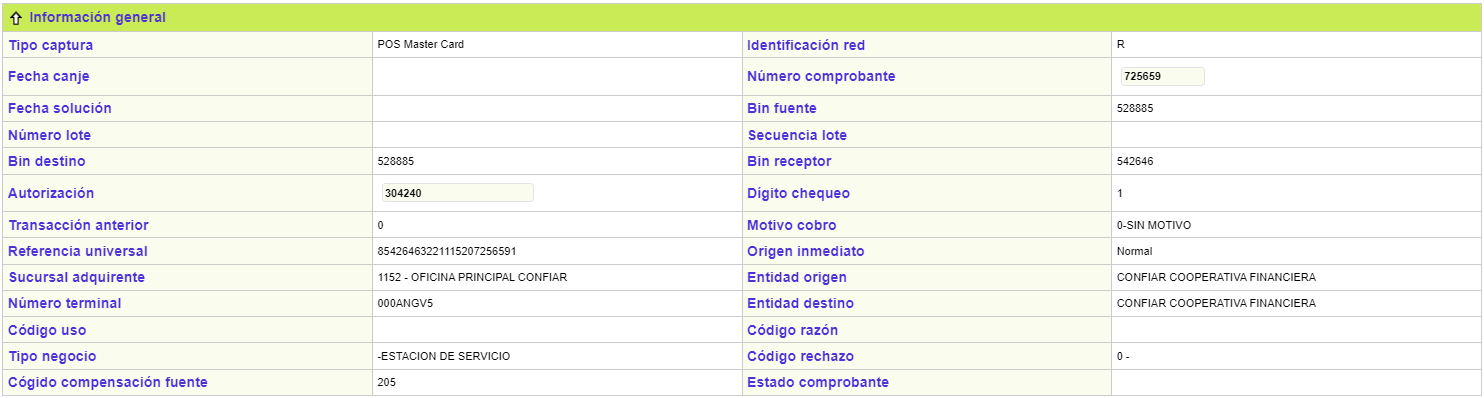 Información general
Tipo captura POS Master Card Identificación red R
Fecha canje Número comprobante 725659
Fecha solución Bin fuente 528885
Número lote Secuencia lote
Bin destino 528885 Bin receptor 542646
Autorización 304240 Dígito chequeo 1
Transacción anterior 0 Motivo cobro 0-SIN MOTIVO
Referencia universal 85426463221115207256591 Origen inmediato Normal
Sucursal adquirente 1152 - OFICINA PRINCIPAL CONFIAR Entidad origen CONFIAR COOPERATIVA FINANCIERA
Número terminal 000ANGV5 Entidad destino CONFIAR COOPERATIVA FINANCIERA
Código uso Código razón
Tipo negocio -ESTACION DE SERVICIO Código rechazo 0 -
Cógido compensación fuente 205 Estado comprobante